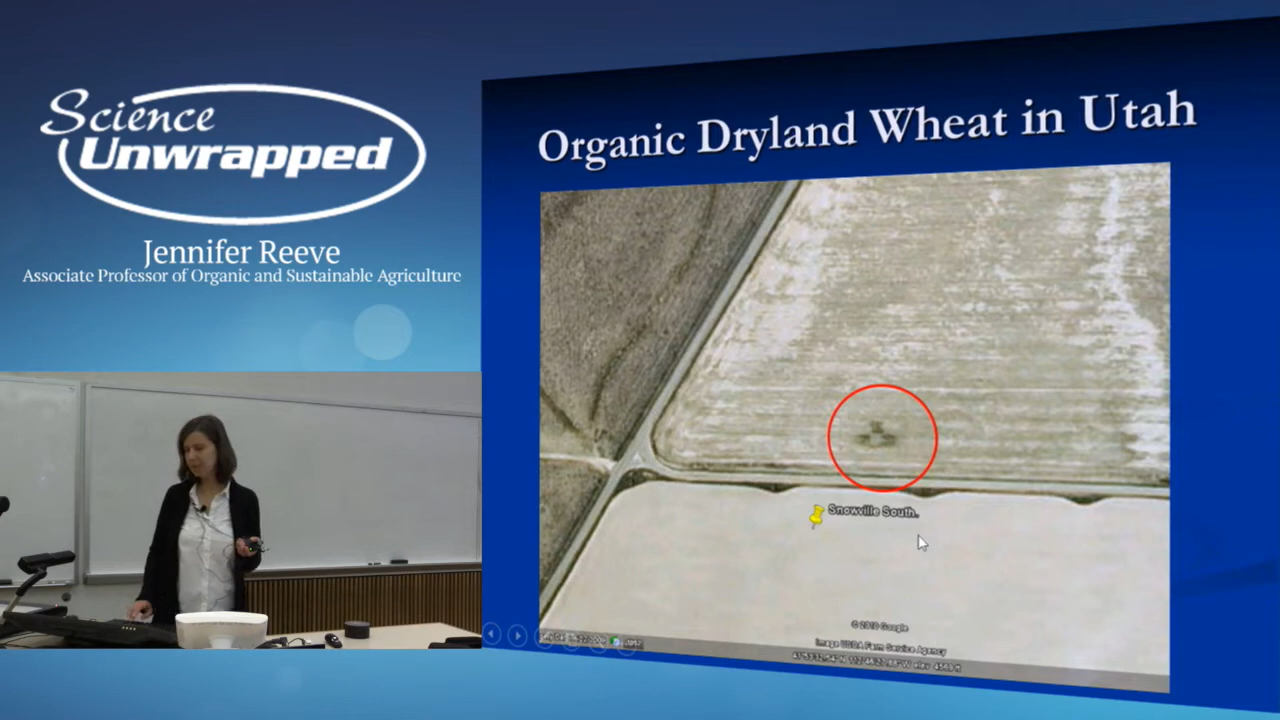 Science
Unwrapped
Jennifer Reeve
Associate Professor of Organic and Sustainable Agriculture
Organic Dryland Wheat in Utah
Snowville South.
© 2010 Google
Image USDA Farm Service Agency